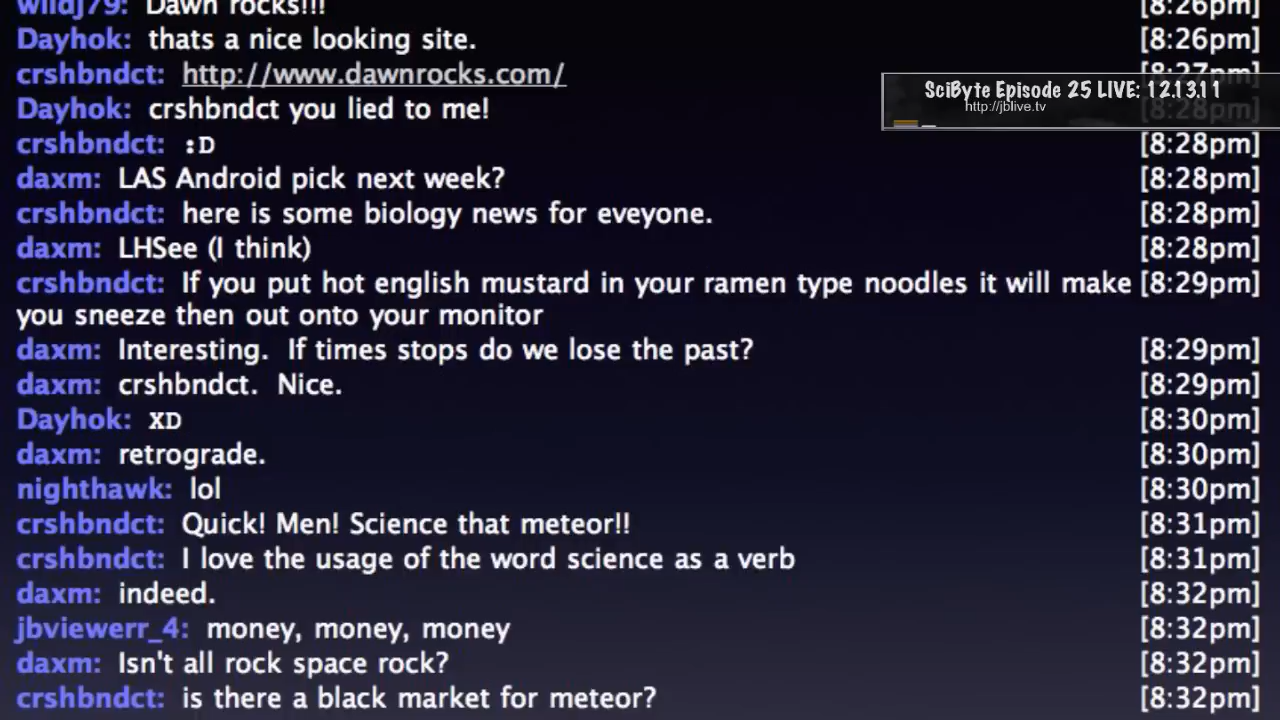 wildj79: Dawn rocks!!! [8:26pm]
Dayhok: thats a nice looking site. [8:26pm]
crshbndct: http://www.dawnrocks.com/ [8:27pm]
SciByte Episode 25 LIVE: 12.13.11
http://jblive.tv
Dayhok: crshbndct you lied to me!
crshbndct: :D [8:28pm]
daxm: LAS Android pick next week? [8:28pm]
crshbndct: here is some biology news for eveyone. [8:28pm]
daxm: LHSee (I think) [8:28pm]
crshbndct: If you put hot english mustard in your ramen type noodles it will make [8:29pm]
you sneeze then out onto your monitor
daxm: Interesting.  If times stops do we lose the past? [8:29pm]
daxm: crshbndct.  Nice. [8:29pm]
Dayhok: XD [8:30pm]
daxm: retrograde. [8:30pm]
nighthawk: lol [8:30pm]
crshbndct: Quick! Men! Science that meteor!! [8:31pm]
crshbndct: I love the usage of the word science as a verb [8:31pm]
daxm: indeed. [8:32pm]
jbviewerr_4: money, money, money [8:32pm]
daxm: Isn't all rock space rock? [8:32pm]
crshbndct: is there a black market for meteor? [8:32pm]